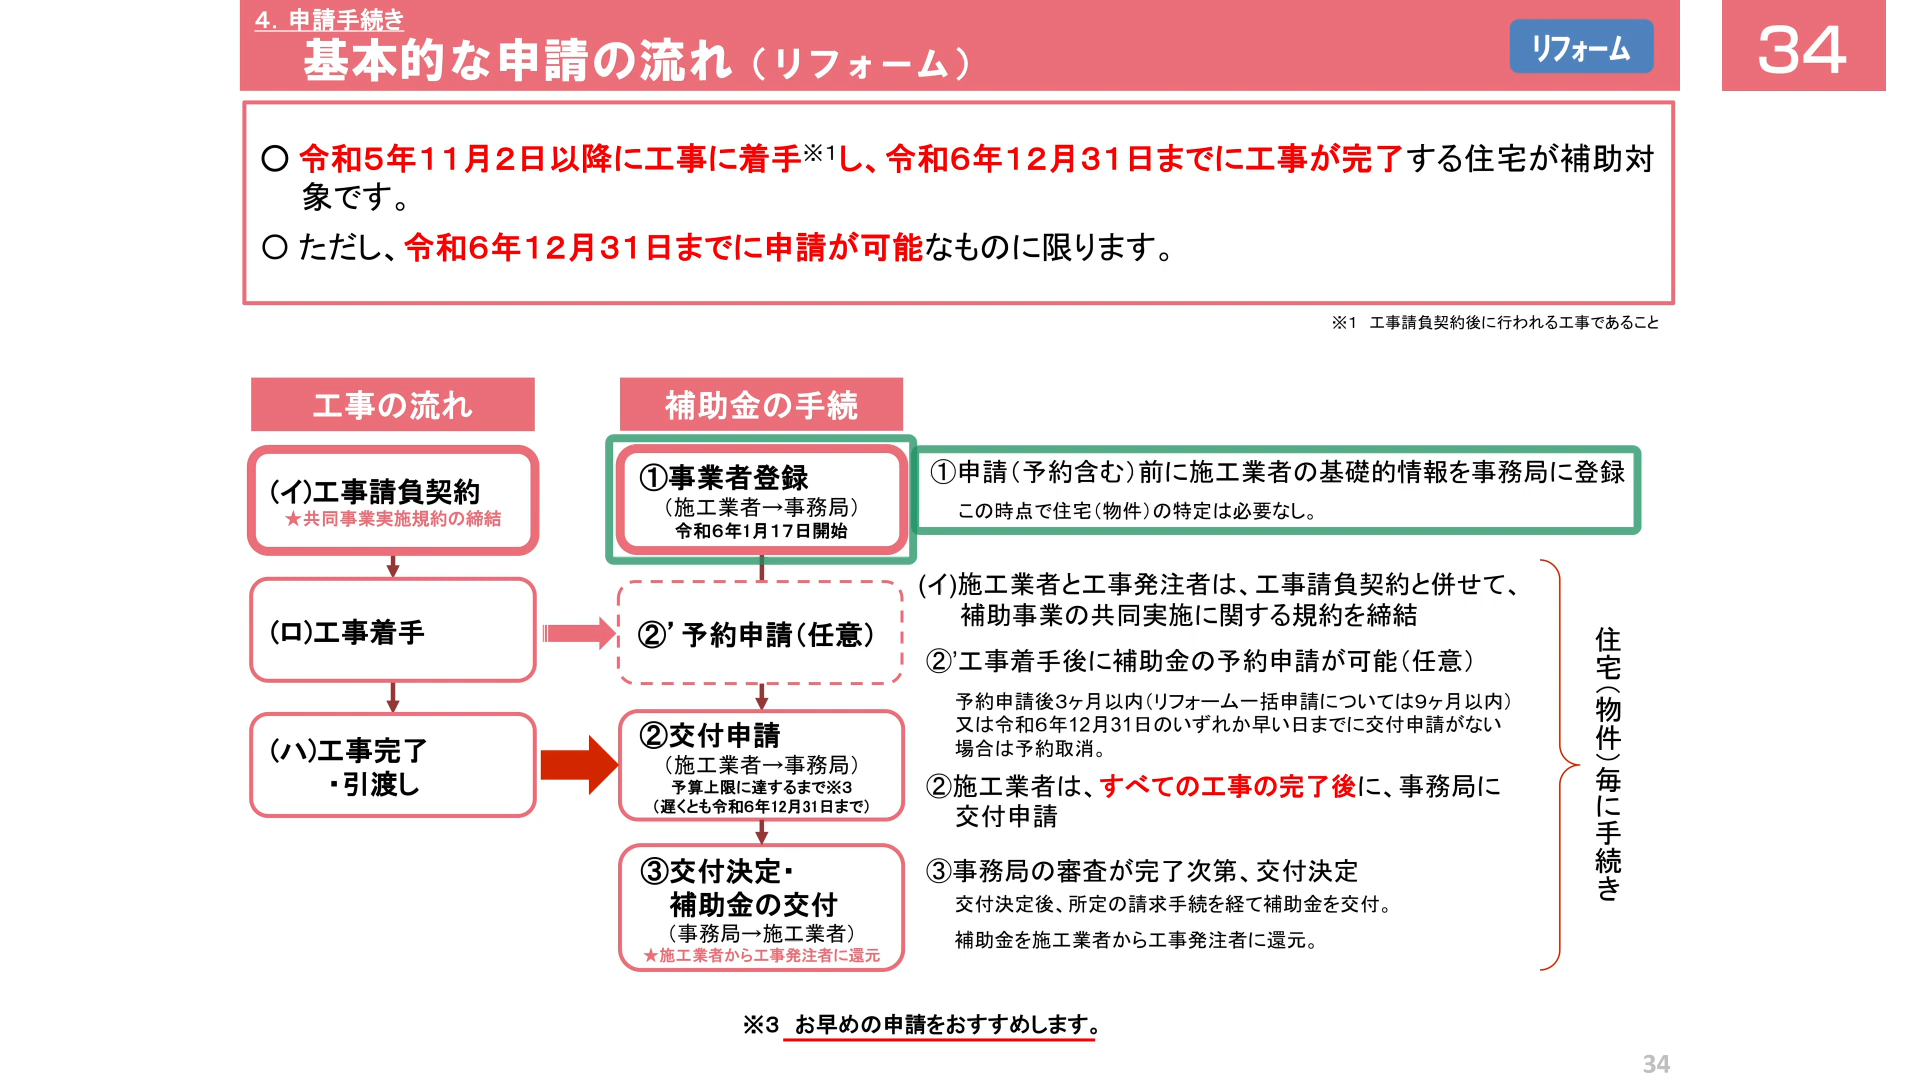 4．申請手続き
基本的な申請の流れ（リフォーム）
リフォーム
34
○ 令和5年11月2日以降に工事に着手※1し、令和6年12月31日までに工事が完了する住宅が補助対
象です。
○ ただし、令和6年12月31日までに申請が可能なものに限ります。
※1　工事請負契約後に行われる工事であること
工事の流れ
(イ)工事請負契約
★共同事業実施規約の締結
(ロ)工事着手
(ハ)工事完了
・引渡し
補助金の手続
①事業者登録
（施工業者→事務局）
令和6年1月17日開始
②’予約申請（任意）
②交付申請
（施工業者→事務局）
予算上限に達するまで※3
（遅くとも令和6年12月31日まで）
③交付決定・
補助金の交付
（事務局→施工業者）
★施工業者から工事発注者に還元
①申請（予約含む）前に施工業者の基礎的情報を事務局に登録
この時点で住宅（物件）の特定は必要なし。
(イ)施工業者と工事発注者は、工事請負契約と併せて、
補助事業の共同実施に関する規約を締結
②’工事着手後に補助金の予約申請が可能（任意）
予約申請後3ヶ月以内（リフォーム一括申請については9ヶ月以内）
又は令和6年12月31日のいずれか早い日までに交付申請がない
場合は予約取消。
②施工業者は、すべての工事の完了後に、事務局に
交付申請
③事務局の審査が完了次第、交付決定
交付決定後、所定の請求手続を経て補助金を交付。
補助金を施工業者から工事発注者に還元。
住宅（物件）毎に手続き
※3　お早めの申請をおすすめします。
34